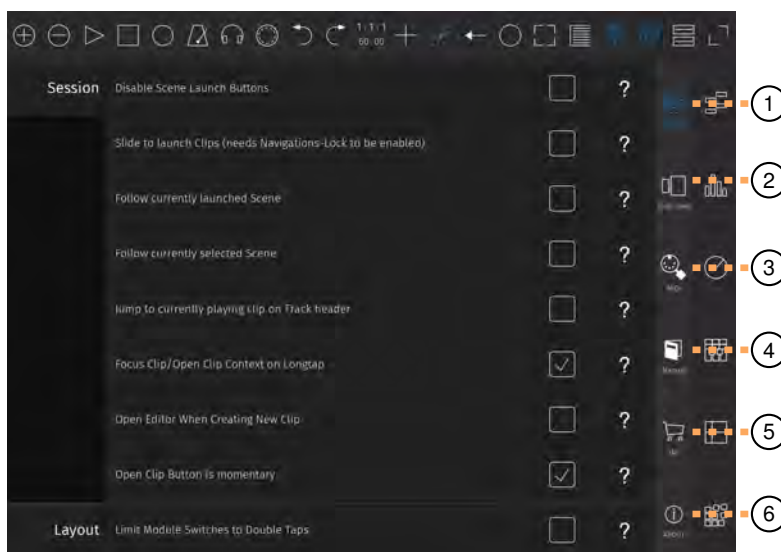 1·1·1
60.00
Session
Disable Scene Launch Buttons
?
1
Slide to launch Clips (needs Navigations-Lock to be enabled)
?
2
Follow currently launched Scene
?
Follow currently selected Scene
?
3
MIDI
Jump to currently playing clip on Track header
?
4
Focus Clip/Open Clip Context on Longtap
?
Open Editor When Creating New Clip
?
5
Open Clip Button is momentary
?
6
ABOUT
Layout
Limit Module Switches to Double Taps
?